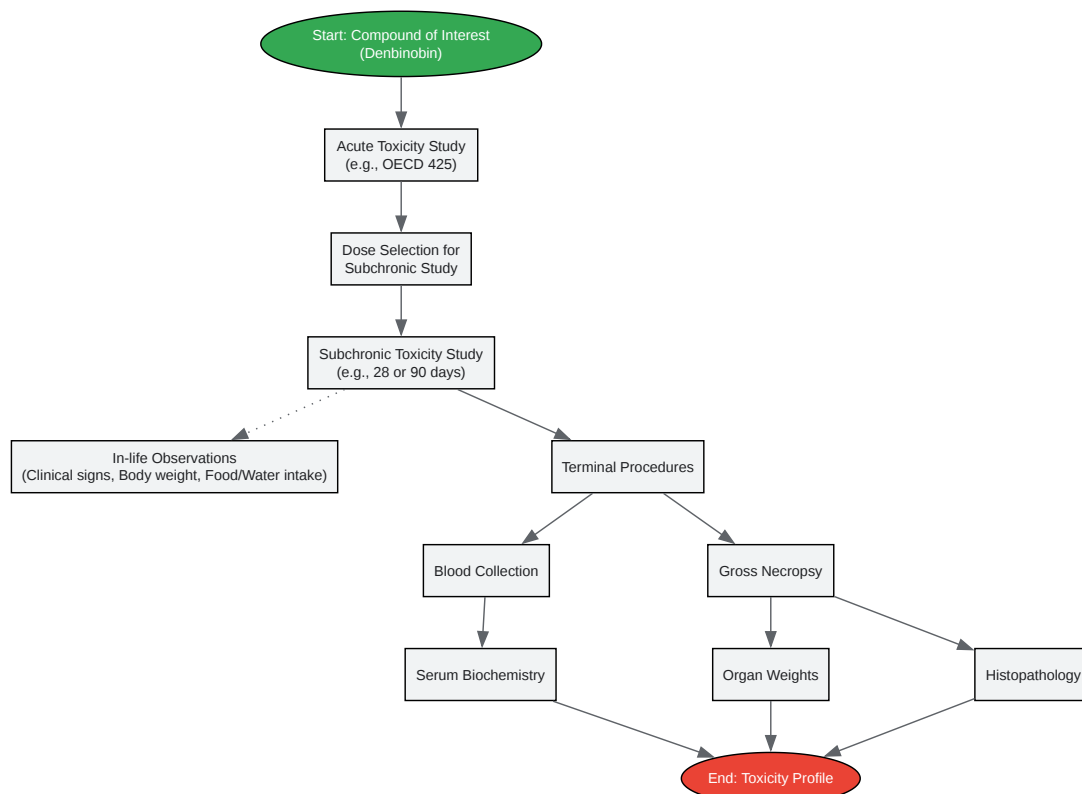 Start: Compound of Interest
(Denbinobin)
Acute Toxicity Study
(e.g., OECD 425)
Dose Selection for
Subchronic Study
Subchronic Toxicity Study
(e.g., 28 or 90 days)
In-life Observations
(Clinical signs, Body weight, Food/Water intake)
Terminal Procedures
Blood Collection
Gross Necropsy
Serum Biochemistry
Organ Weights
Histopathology
End: Toxicity Profile